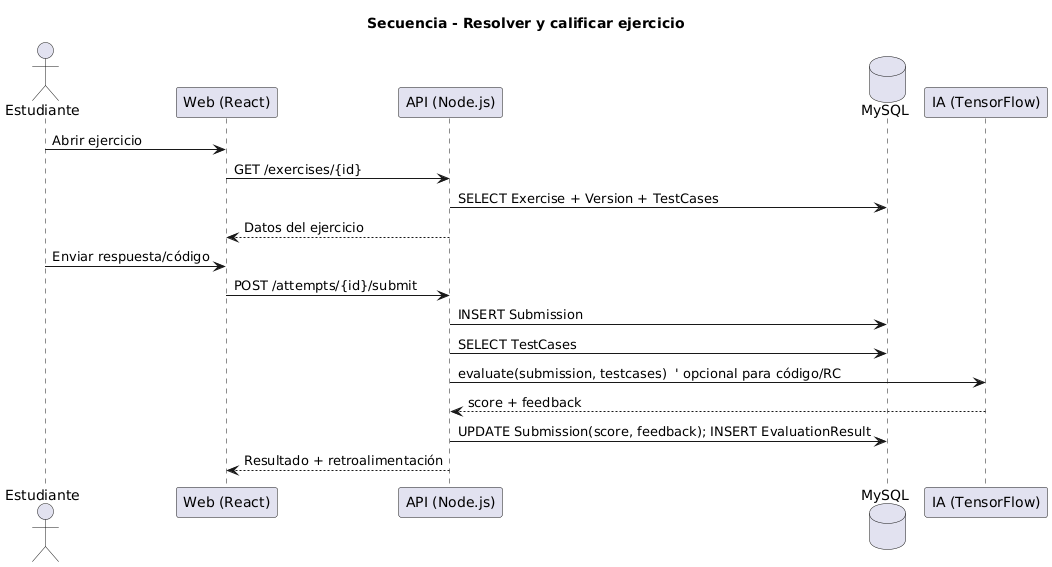 Secuencia - Resolver y calificar ejercicio
Estudiante
Web (React)
API (Node.js)
MySQL
IA (TensorFlow)
Abrir ejercicio
GET /exercises/{id}
SELECT Exercise + Version + TestCases
Datos del ejercicio
Enviar respuesta/código
POST /attempts/{id}/submit
INSERT Submission
SELECT TestCases
evaluate(submission, testcases)  ' opcional para código/RC
score + feedback
UPDATE Submission(score, feedback); INSERT EvaluationResult
Resultado + retroalimentación
Estudiante
Web (React)
API (Node.js)
MySQL
IA (TensorFlow)